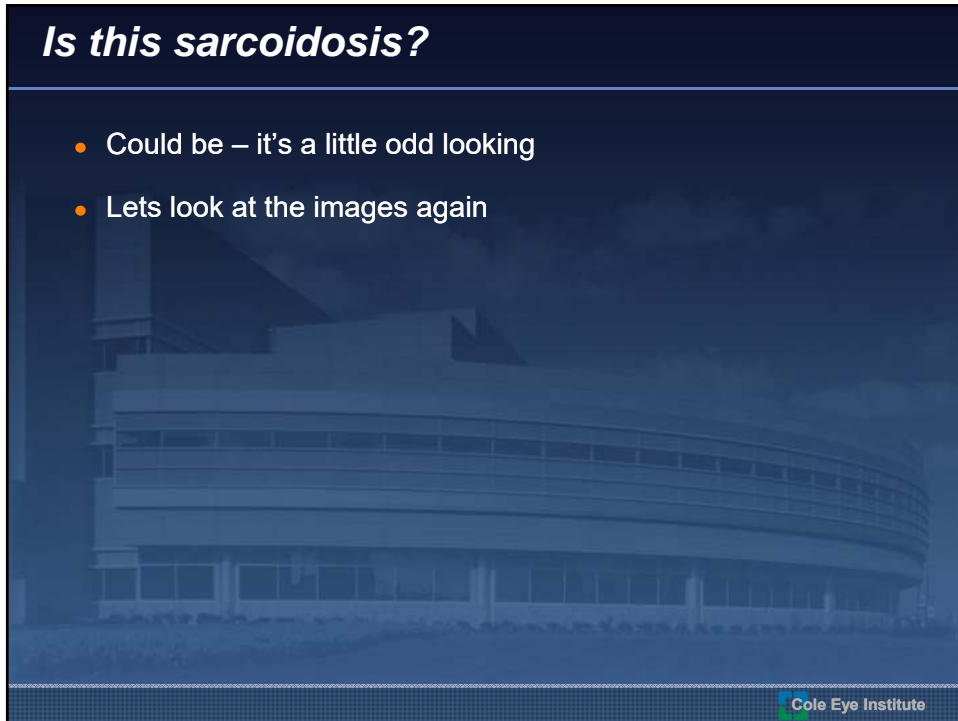 Is this sarcoidosis?
Could be – it's a little odd looking
Lets look at the images again
Cole Eye Institute